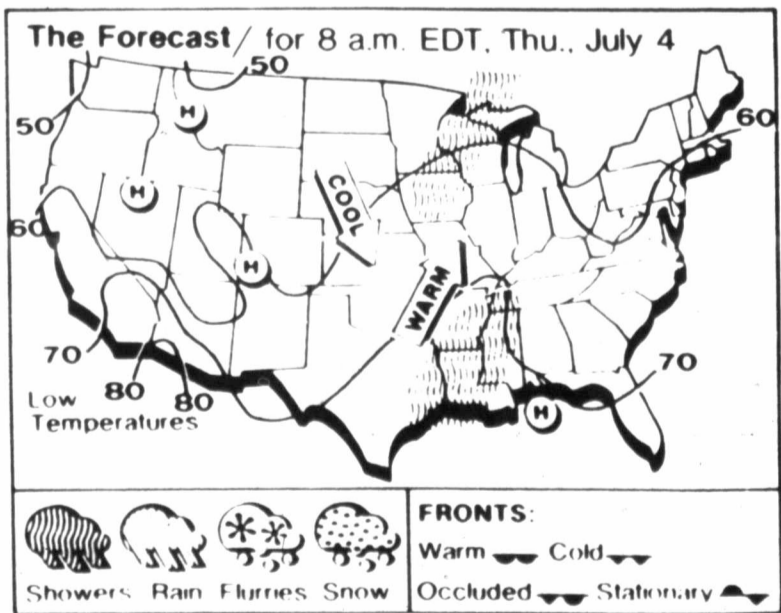 The Forecast / for 8 a.m. EDT, Thu., July 4
50
50
H
60
H
COOL
60
H
WARM
70
70
80
80
H
Low
Temperatures
Showers Rain Flurries Snow
FRONTS:
Warm Cold
Occluded Stationary